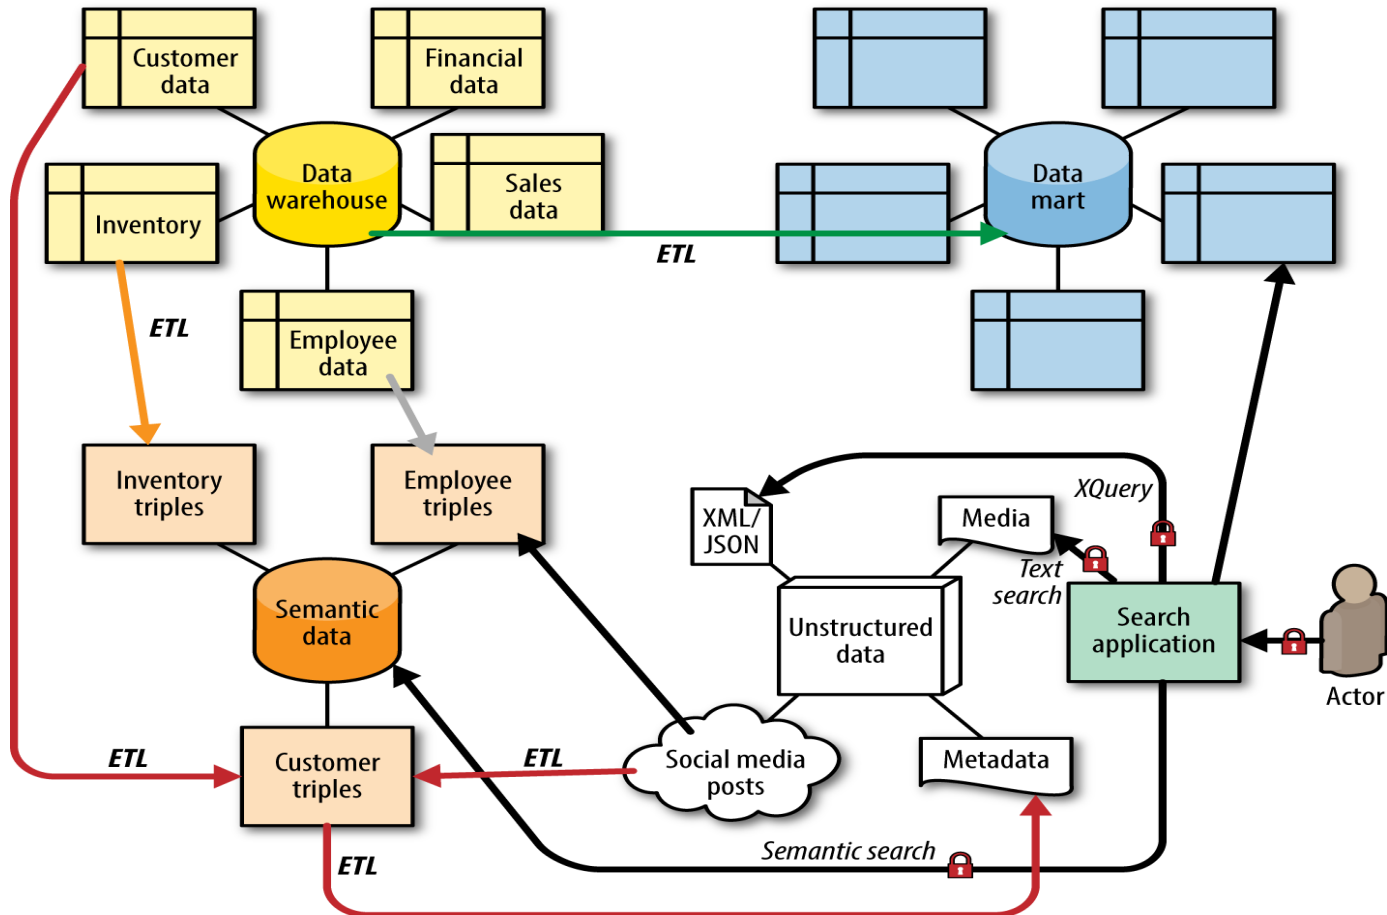 Customer
data
Financial
data
Data
warehouse
Sales
data
Inventory
ETL
Data
mart
ETL
Employee
data
Inventory
triples
Employee
triples
XML/
JSON
Media
XQuery
Text
search
Semantic
data
Unstructured
data
Search
application
Actor
ETL
Customer
triples
ETL
Social media
posts
Metadata
ETL
Semantic search